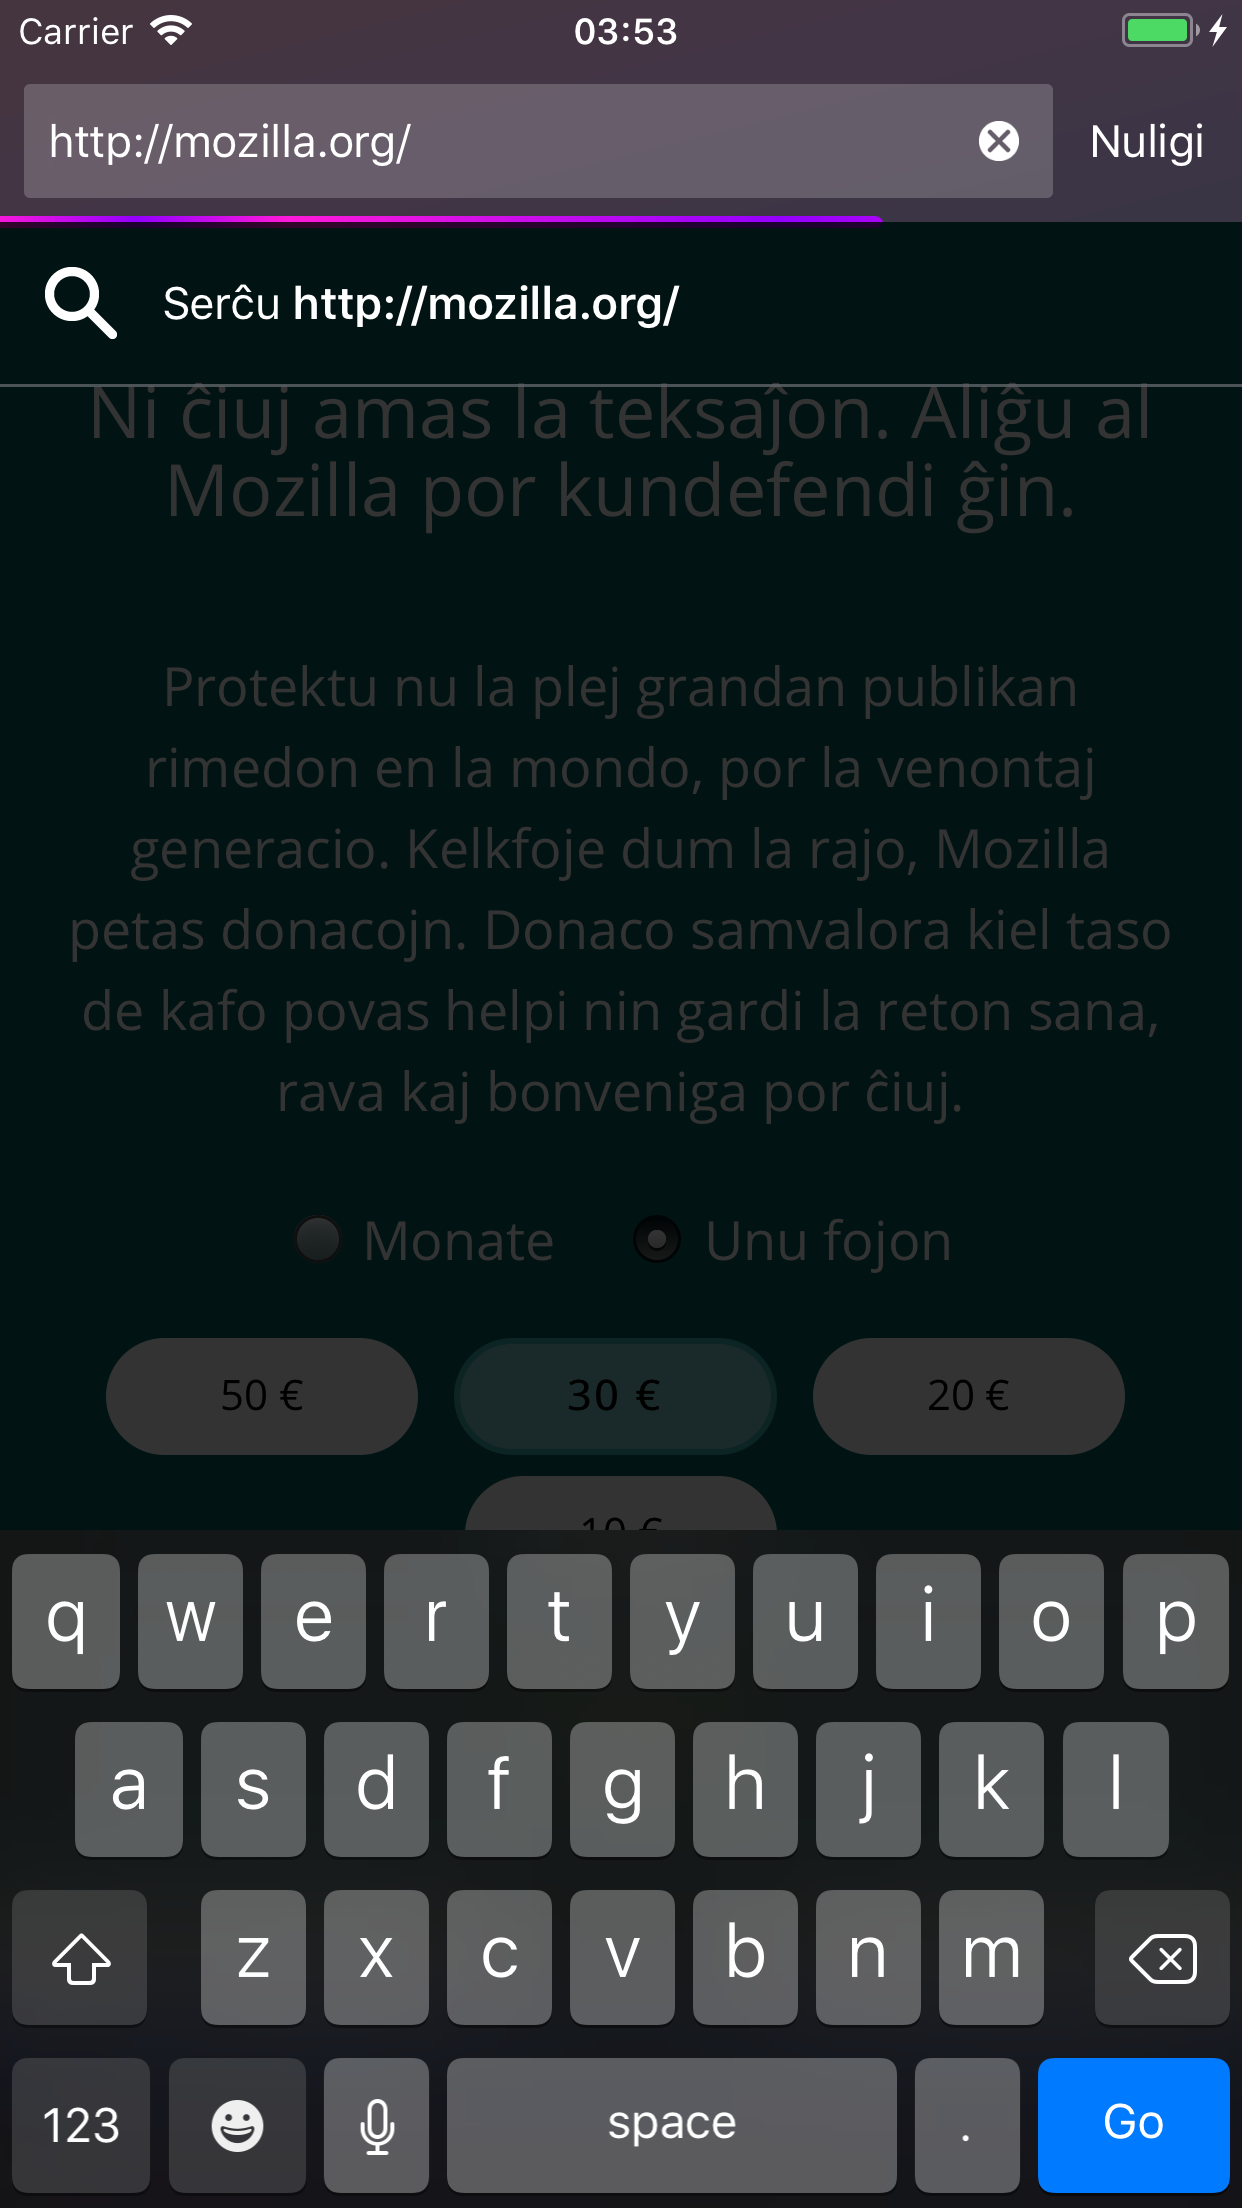 Carrier 03:53
http://mozilla.org/ Nuligi
Serĉu http://mozilla.org/
Ni ĉiuj amas la teksaĵon. Aliĝu al
Mozilla por kundefendi ĝin.
Protektu nu la plej grandan publikan
rimedon en la mondo, por la venontaj
generacio. Kelkfoje dum la rajo, Mozilla
petas donacojn. Donaco samvalora kiel taso
de kafo povas helpi nin gardi la reton sana,
rava kaj bonveniga por ĉiuj.
Monate Unu fojon
50 € 30 € 20 €
10 €
q w e r t y u i o p
a s d f g h j k l
z x c v b n m
123 space . Go